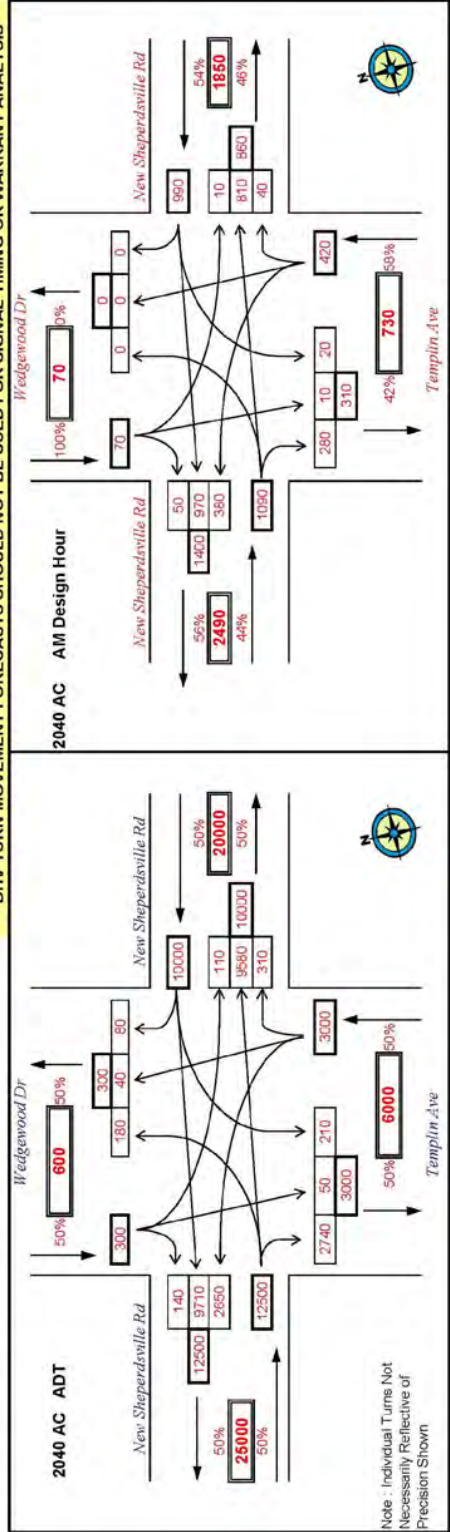 DHV TURN MOVEMENT FORECASTS SHOULD NOT BE USED FOR SIGNAL TIMING OR WARRANT ANALYSIS
2040 AC ADT
Wedgewood Dr
50% 600 50%
300
300
180 40 80
New Sheperdsville Rd
New Sheperdsville Rd
10000
50%
20000
50%
140
9710
2650
12500
50%
25000
50%
12500
110
9580
310
10000
2740 50 210
3000
3000
50% 6000 50%
Templin Ave
N
Note : Individual Turns Not
Necessarily Reflective of
Precision Shown
2040 AC AM Design Hour
Wedgewood Dr
100% 70 0%
70
0
0 0 0
New Sheperdsville Rd
New Sheperdsville Rd
990
54%
1850
46%
50
970
380
1400
56%
2490
44%
1090
10
810
40
860
280 10 20
310
420
42% 730 58%
Templin Ave
N